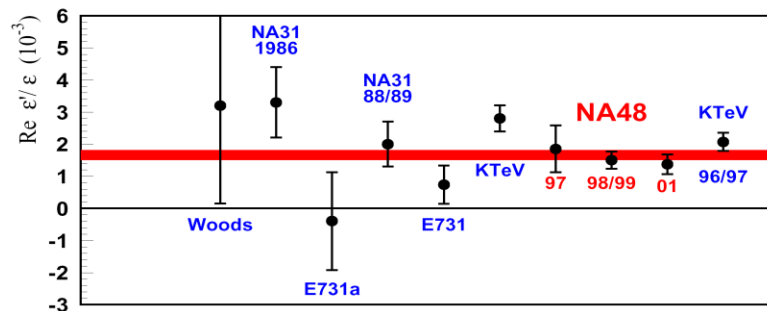 Re ε'/ε (10⁻³)
6
5
4
3
2
1
0
-1
-2
-3
NA31
1986
NA31
88/89
NA48
KTeV
KTeV
97
98/99
01
96/97
Woods
E731
E731a